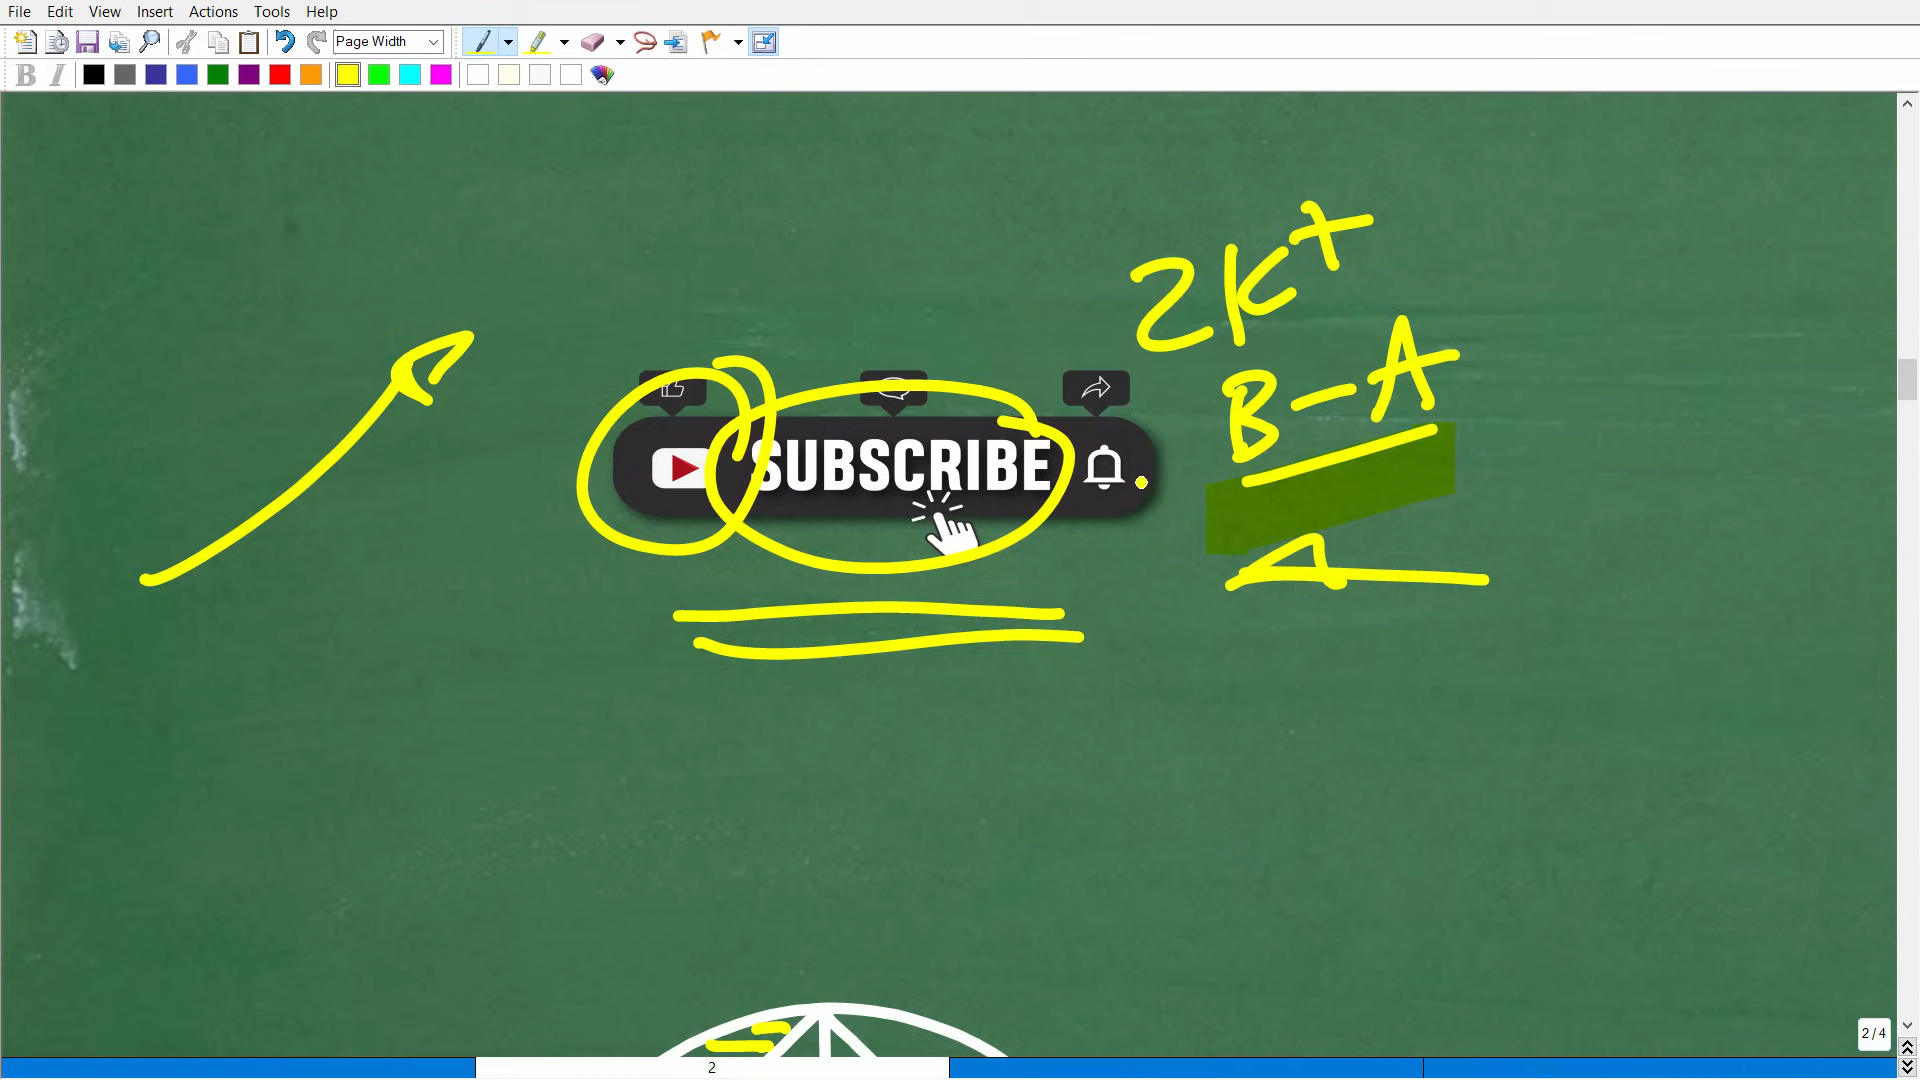 File Edit View Insert Actions Tools Help
Page Width
B I
2K+
B-A
SUBSCRIBE
2 / 4
2